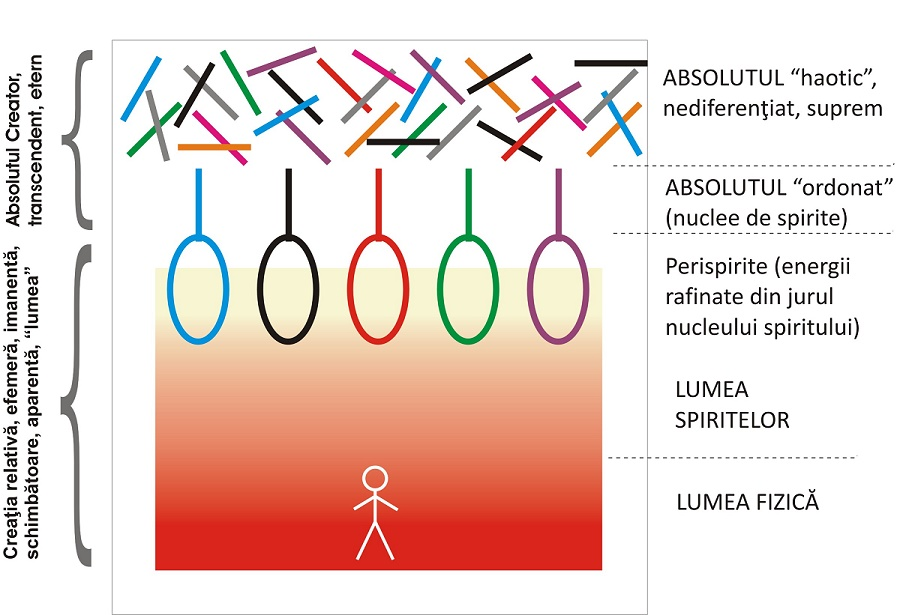 Absolutul Creator,
transcendent, etern
Creaţia relativă, efemeră, imanentă,
schimbătoare, aparentă, “lumea”
ABSOLUTUL “haotic”,
nediferenţiat, suprem
ABSOLUTUL “ordonat”
(nuclee de spirite)
Perispirite (energii
rafinate din jurul
nucleului spiritului)
LUMEA
SPIRITELOR
LUMEA FIZICĂ